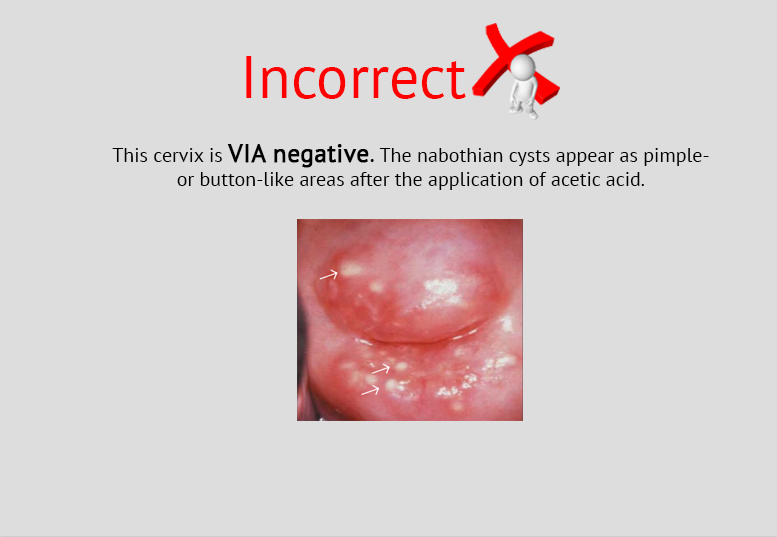 Incorrect
This cervix is VIA negative. The nabothian cysts appear as pimple-
or button-like areas after the application of acetic acid.